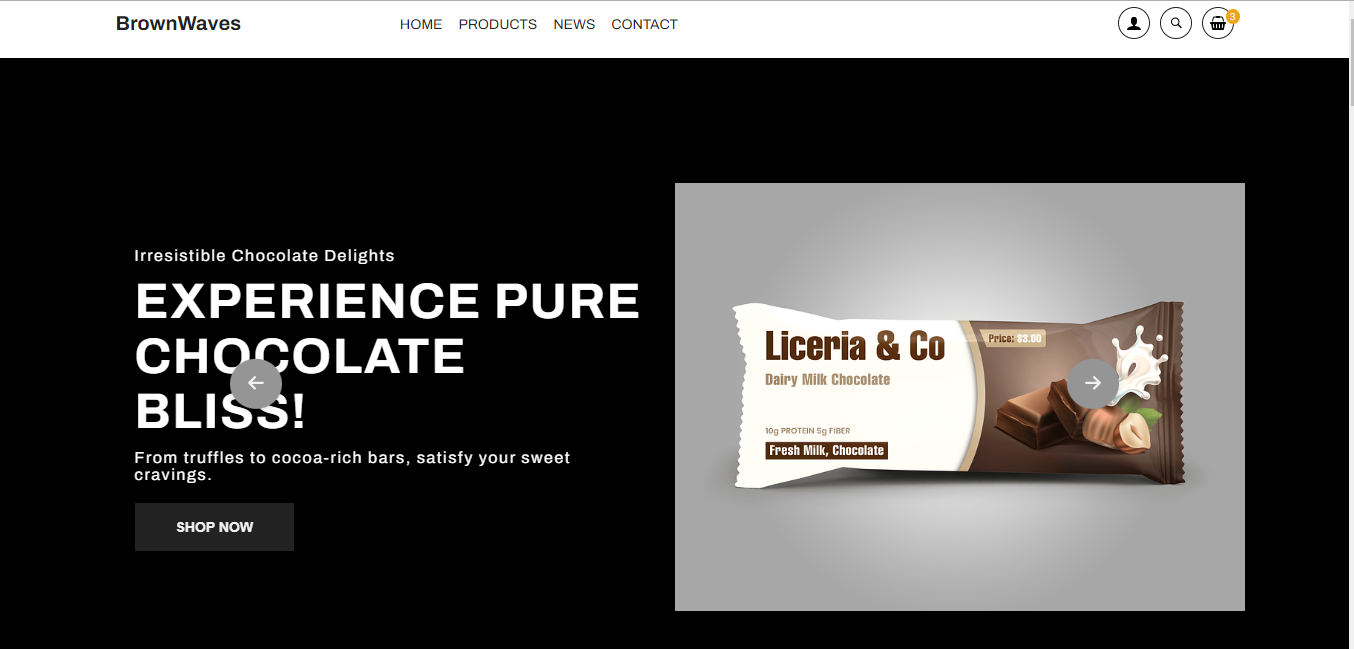 BrownWaves
HOME PRODUCTS NEWS CONTACT
3
Irresistible Chocolate Delights
EXPERIENCE PURE
CHOCOLATE
BLISS!
From truffles to cocoa-rich bars, satisfy your sweet
cravings.
SHOP NOW
Liceria & Co
Price: $3.00
Dairy Milk Chocolate
10g PROTEIN 5g FIBER
Fresh Milk, Chocolate